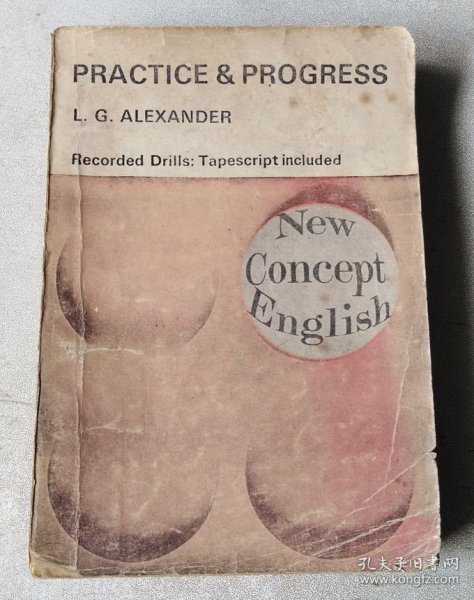 PRACTICE & PROGRESS
L. G. ALEXANDER
Recorded Drills: Tapescript included
New
Concept
English
孔夫子旧书网
www.kongfz.com